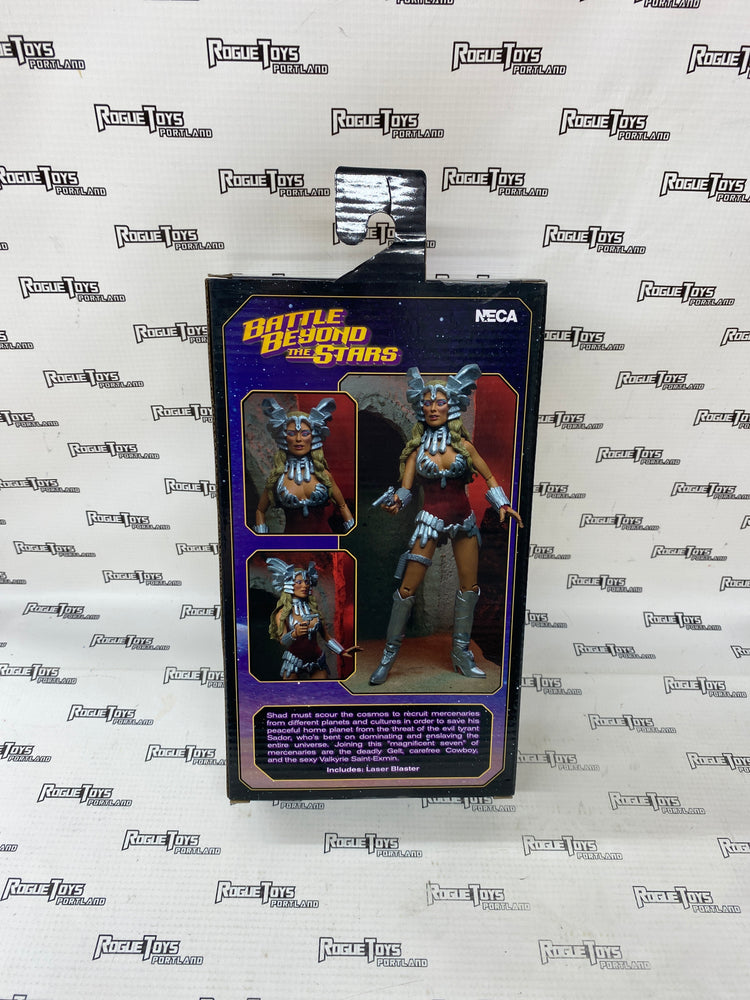 BATTLE
BEYOND
THE STARS
NECA
Shad must scour the cosmos to recruit mercenaries
from different planets and cultures in order to save his
peaceful home planet from the threat of the evil tyrant
Sador, who's bent on dominating and enslaving the
entire universe. Joining this "magnificent seven" of
mercenaries are the deadly Gelt, carefree Cowboy,
and the sexy Valkyrie Saint-Exmin.
Includes: Laser Blaster
ROGUE TOYS
PORTLAND